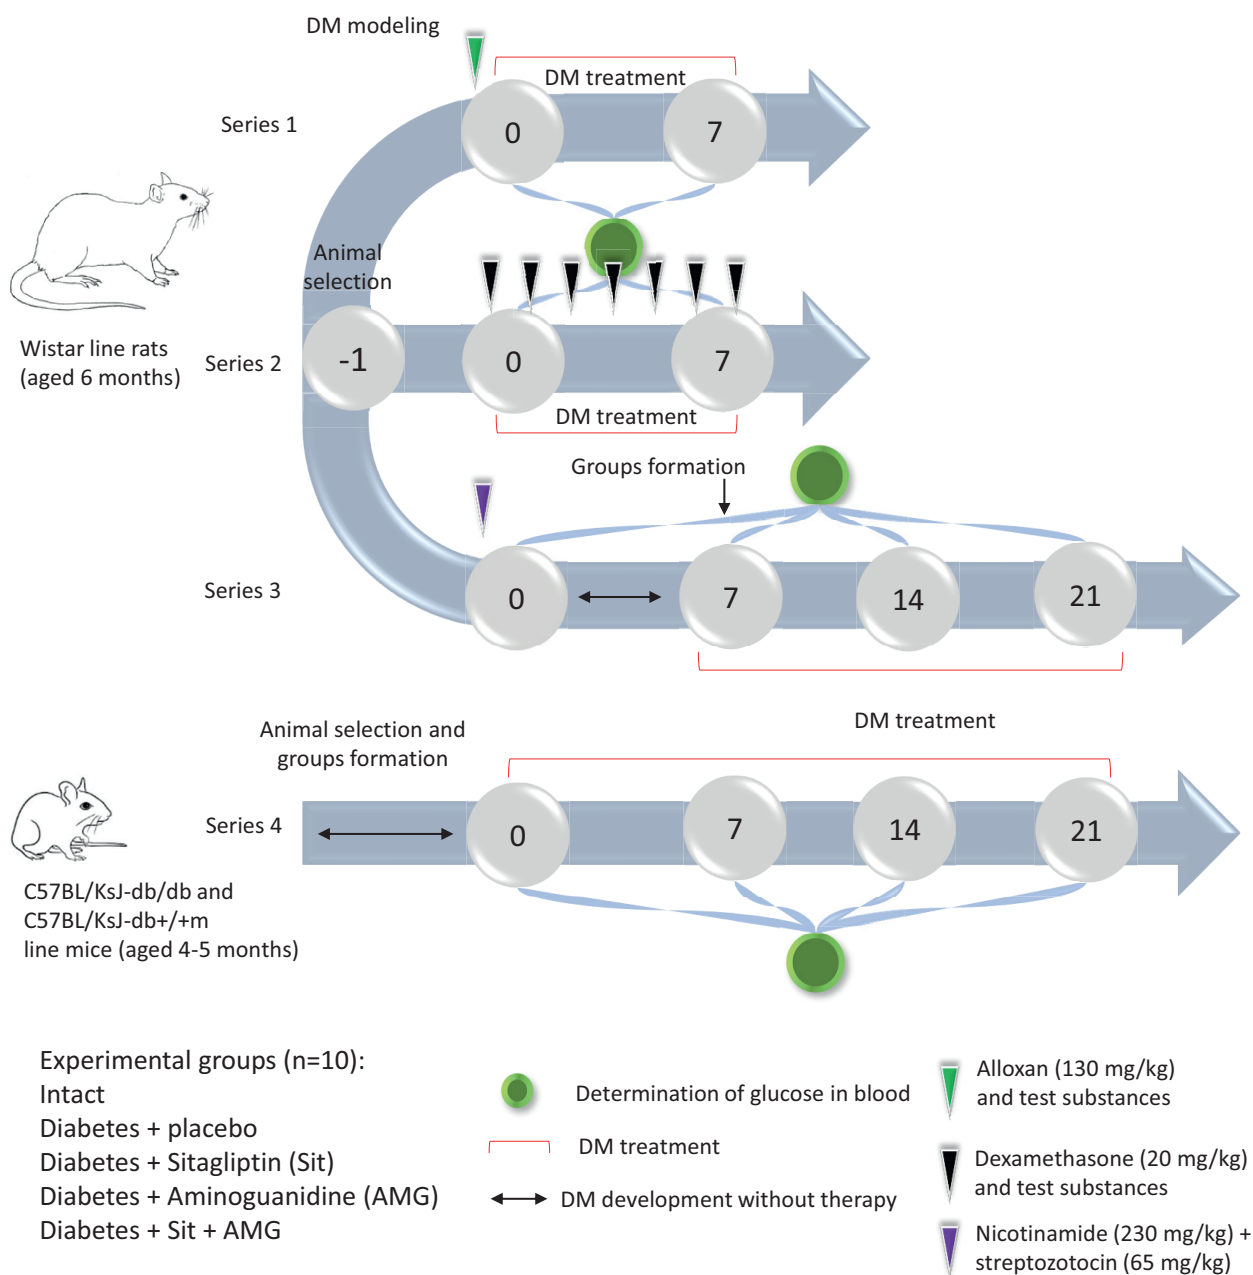 DM modeling
DM treatment
Series 1
0
7
Animal
selection
Wistar line rats
(aged 6 months)
Series 2
-1
0
7
DM treatment
Groups formation
Series 3
0
7
14
21
Animal selection and
groups formation
DM treatment
Series 4
0
7
14
21
C57BL/KsJ-db/db and
C57BL/KsJ-db+/+m
line mice (aged 4-5 months)
Experimental groups (n=10):
Intact
Diabetes + placebo
Diabetes + Sitagliptin (Sit)
Diabetes + Aminoguanidine (AMG)
Diabetes + Sit + AMG
Determination of glucose in blood
DM treatment
DM development without therapy
Alloxan (130 mg/kg)
and test substances
Dexamethasone (20 mg/kg)
and test substances
Nicotinamide (230 mg/kg) +
streptozotocin (65 mg/kg)